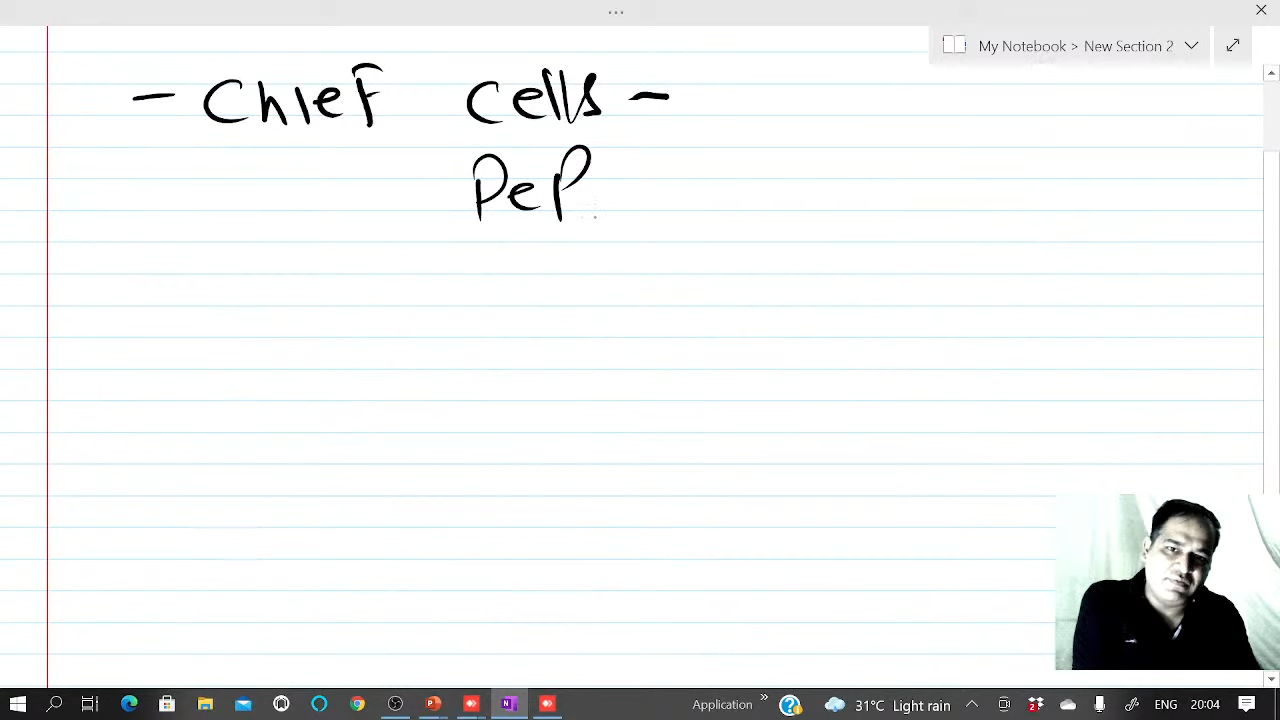 ...
My Notebook > New Section 2
- Chief cells -
PeP
Application
»
31°C Light rain
ENG
20:04